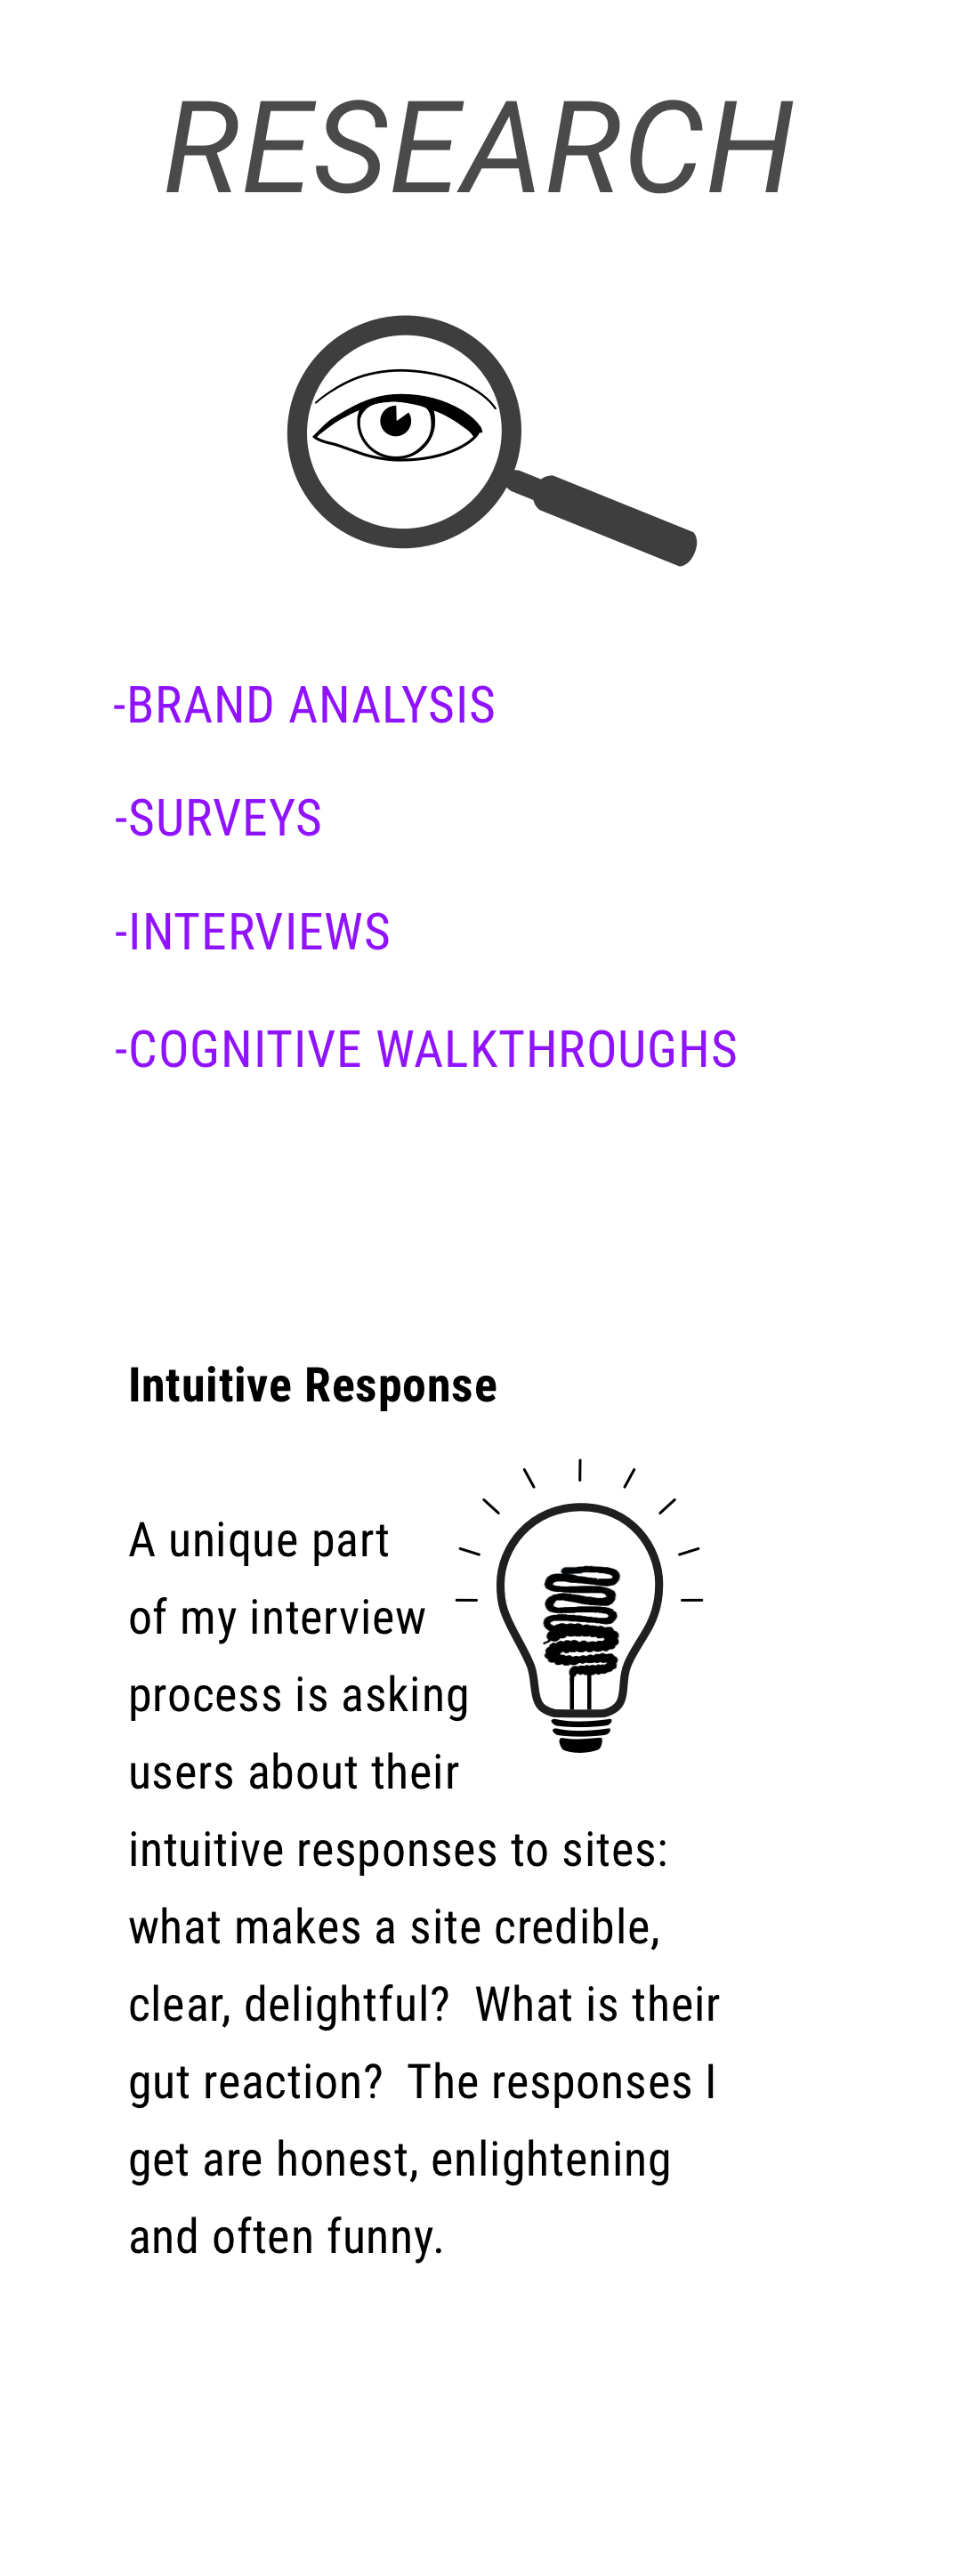 RESEARCH
-BRAND ANALYSIS
-SURVEYS
-INTERVIEWS
-COGNITIVE WALKTHROUGHS
Intuitive Response
A unique part
of my interview
process is asking
users about their
intuitive responses to sites:
what makes a site credible,
clear, delightful?  What is their
gut reaction?  The responses I
get are honest, enlightening
and often funny.